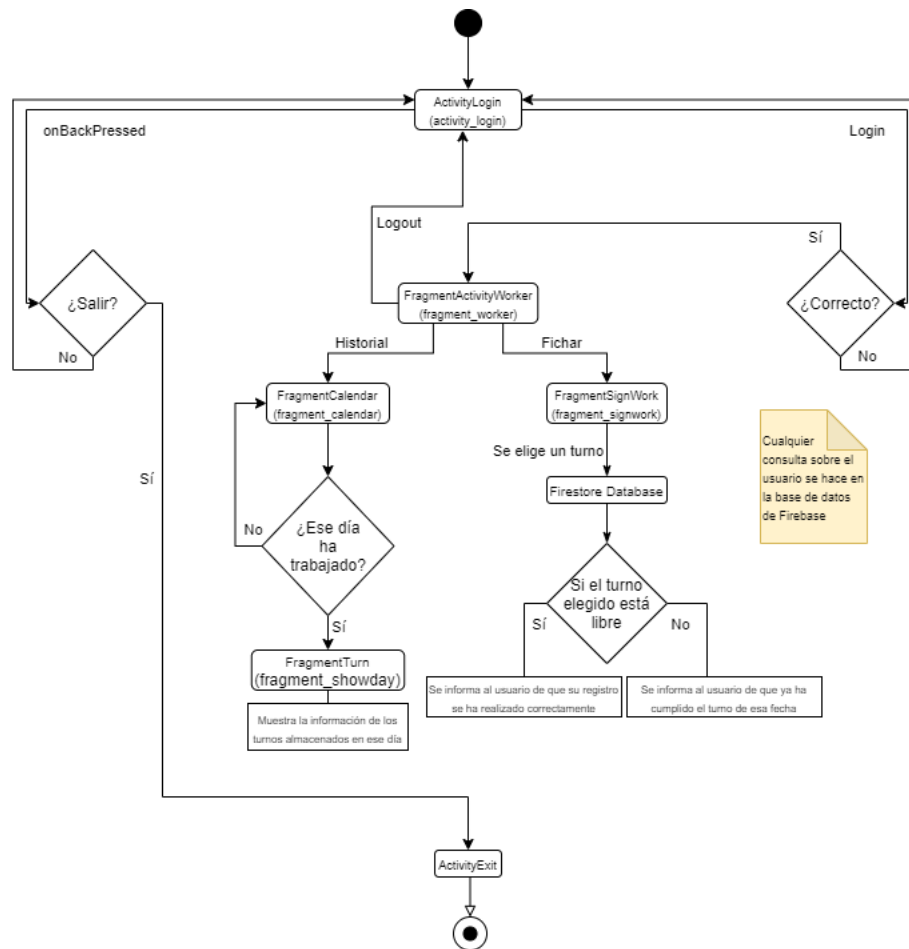 ActivityLogin
(activity_login)
onBackPressed
Login
Logout
Sí
¿Salir?
FragmentActivityWorker
(fragment_worker)
¿Correcto?
No
Historial
Fichar
No
FragmentCalendar
(fragment_calendar)
FragmentSignWork
(fragment_signwork)
Cualquier
consulta sobre el
usuario se hace en
la base de datos
de Firebase
Se elige un turno
Sí
Firestore Database
No
¿Ese día
ha
trabajado?
Si el turno
elegido está
libre
Sí
Sí
No
FragmentTurn
(fragment_showday)
Se informa al usuario de que su registro
se ha realizado correctamente
Se informa al usuario de que ya ha
cumplido el turno de esa fecha
Muestra la información de los
turnos almacenados en ese día
ActivityExit